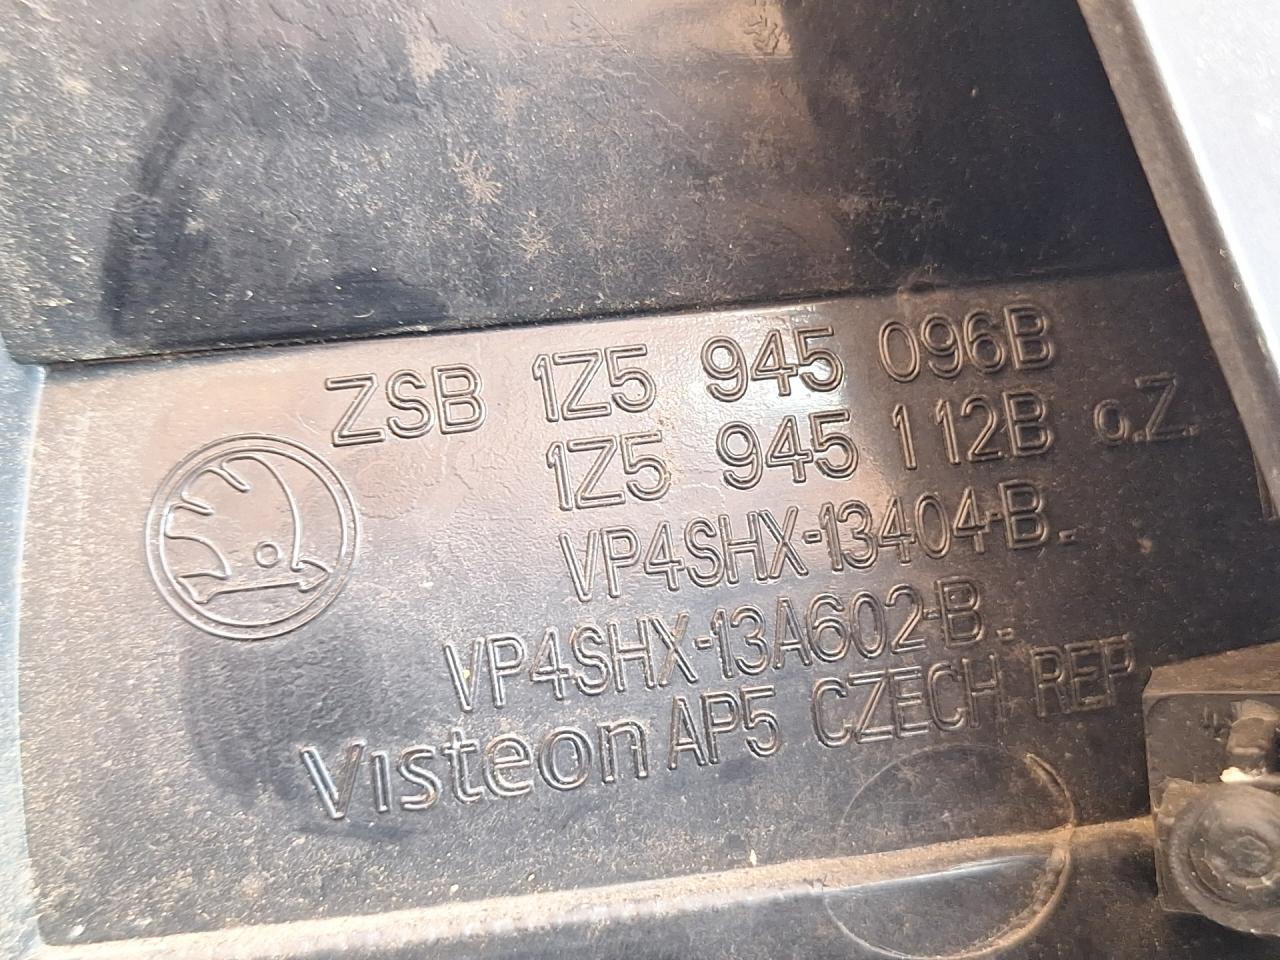 ZSB 1Z5 945 096B
1Z5 945 112B o.Z.
VP4SHX-13404-B.
VP4SHX-13A602-B.
Visteon AP5 CZECH REP